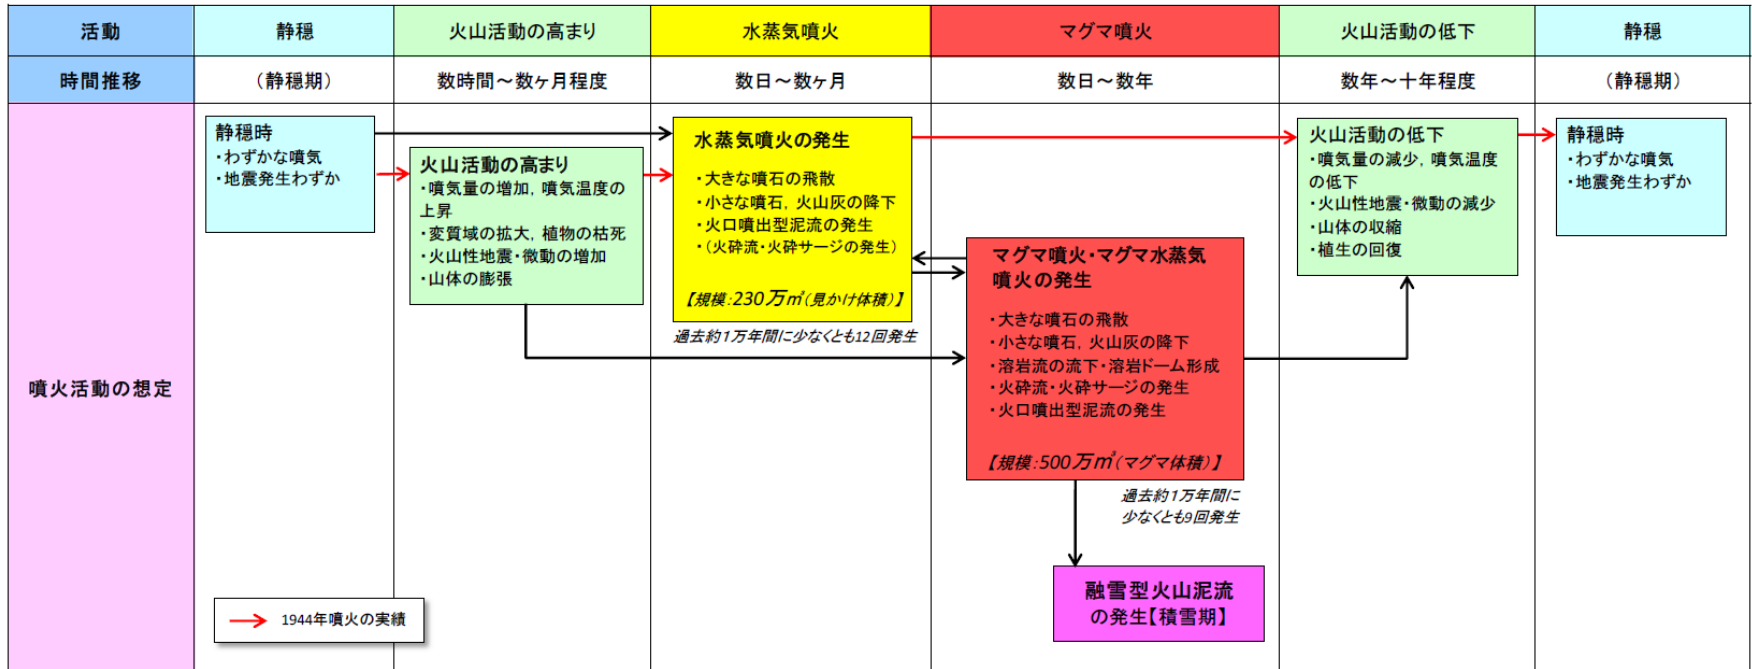 活動
静穏
火山活動の高まり
水蒸気噴火
マグマ噴火
火山活動の低下
静穏
時間推移
（静穏期）
数時間～数ヶ月程度
数日～数ヶ月
数日～数年
数年～十年程度
（静穏期）
噴火活動の想定
静穏時
・わずかな噴気
・地震発生わずか
火山活動の高まり
・噴気量の増加，噴気温度の
上昇
・変質域の拡大，植物の枯死
・火山性地震・微動の増加
・山体の膨張
水蒸気噴火の発生
・大きな噴石の飛散
・小さな噴石，火山灰の降下
・火口噴出型泥流の発生
・（火砕流・火砕サージの発生）
【規模：230万㎥（見かけ体積）】
過去約1万年間に少なくとも12回発生
マグマ噴火・マグマ水蒸気
噴火の発生
・大きな噴石の飛散
・小さな噴石，火山灰の降下
・溶岩流の流下・溶岩ドーム形成
・火砕流・火砕サージの発生
・火口噴出型泥流の発生
【規模：500万㎥（マグマ体積）】
過去約1万年間に
少なくとも9回発生
融雪型火山泥流
の発生【積雪期】
火山活動の低下
・噴気量の減少，噴気温度
の低下
・火山性地震・微動の減少
・山体の収縮
・植生の回復
静穏時
・わずかな噴気
・地震発生わずか
1944年噴火の実績